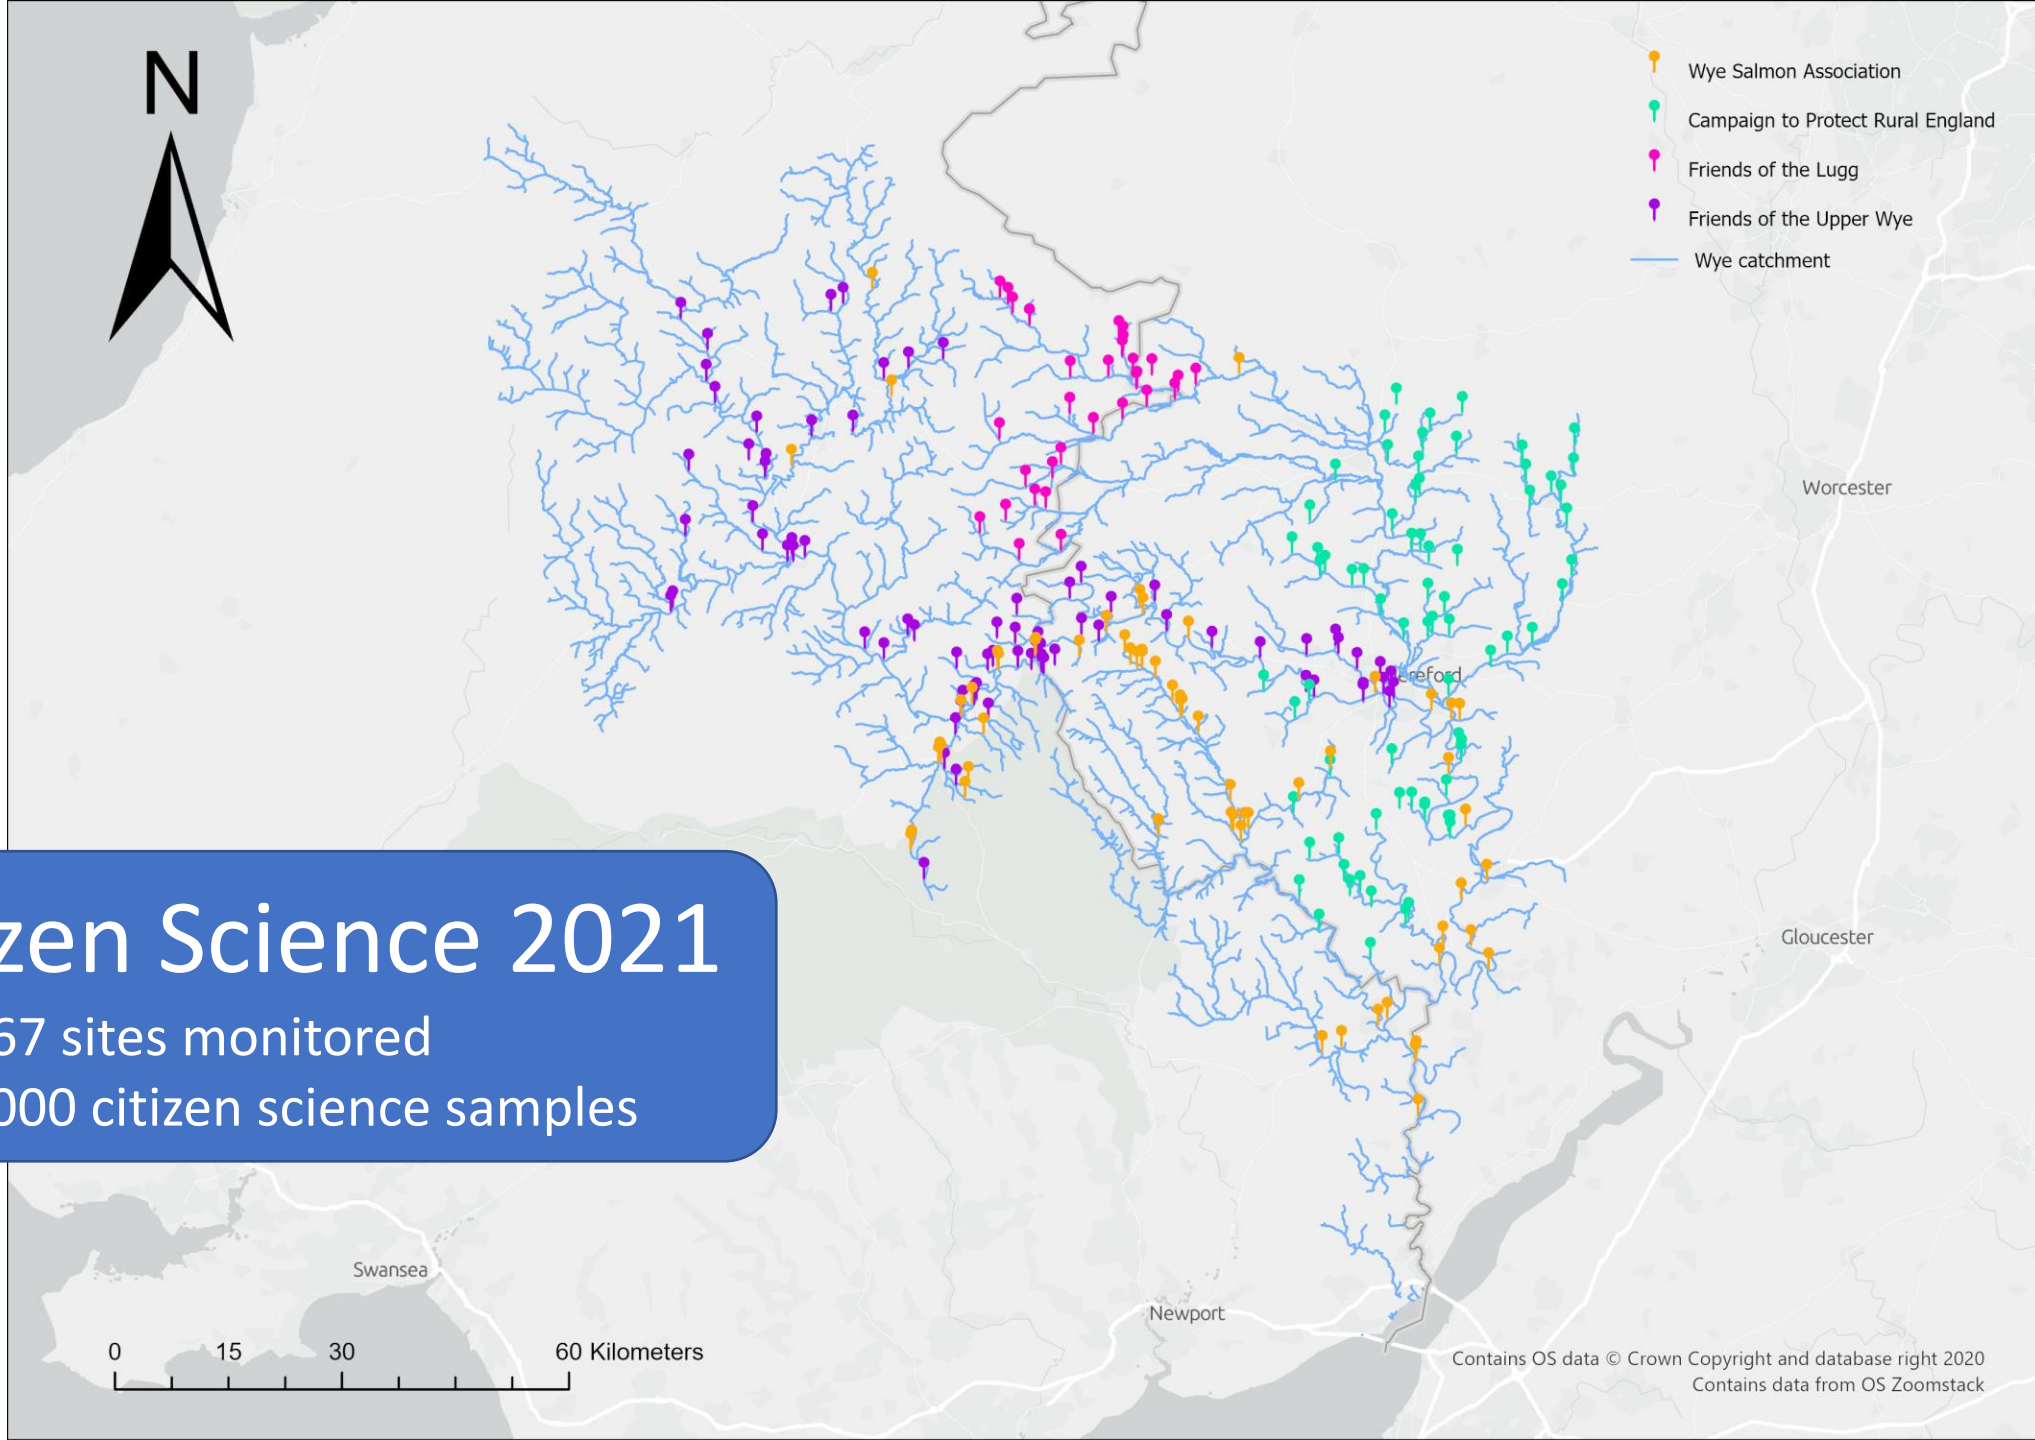 N
Wye Salmon Association
Campaign to Protect Rural England
Friends of the Lugg
Friends of the Upper Wye
Wye catchment
Worcester
ereford
Gloucester
zen Science 2021
67 sites monitored
000 citizen science samples
Swansea
Newport
0 15 30 60 Kilometers
Contains OS data © Crown Copyright and database right 2020
Contains data from OS Zoomstack